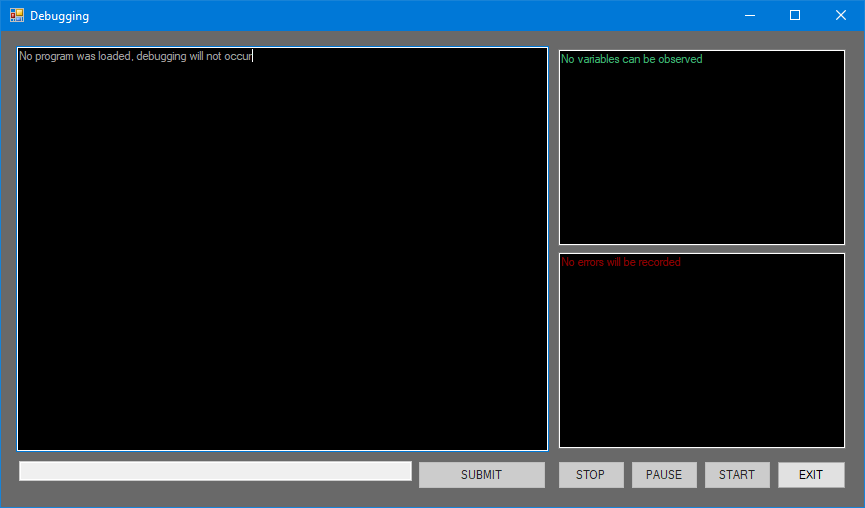 Debugging
No program was loaded, debugging will not occur
No variables can be observed
No errors will be recorded
SUBMIT
STOP
PAUSE
START
EXIT